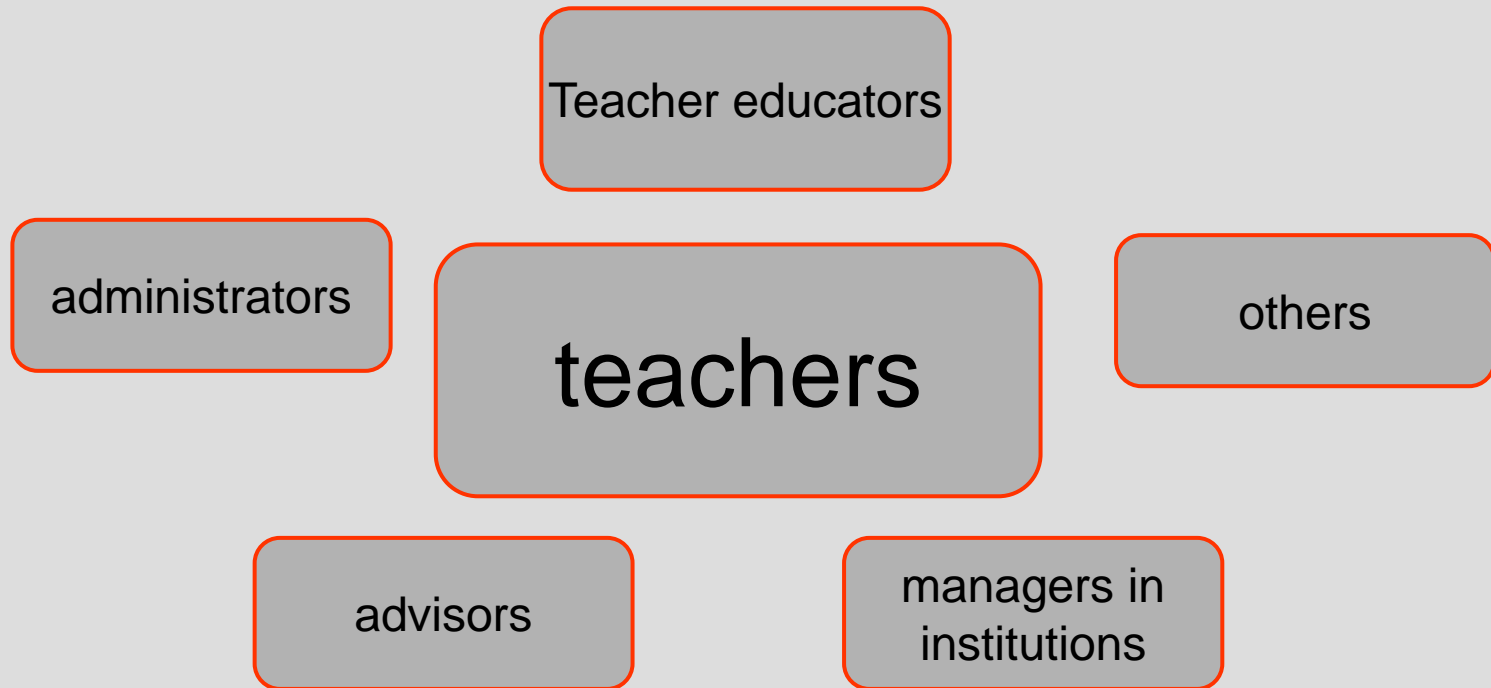 Teacher educators
administrators
teachers
others
advisors
managers in
institutions